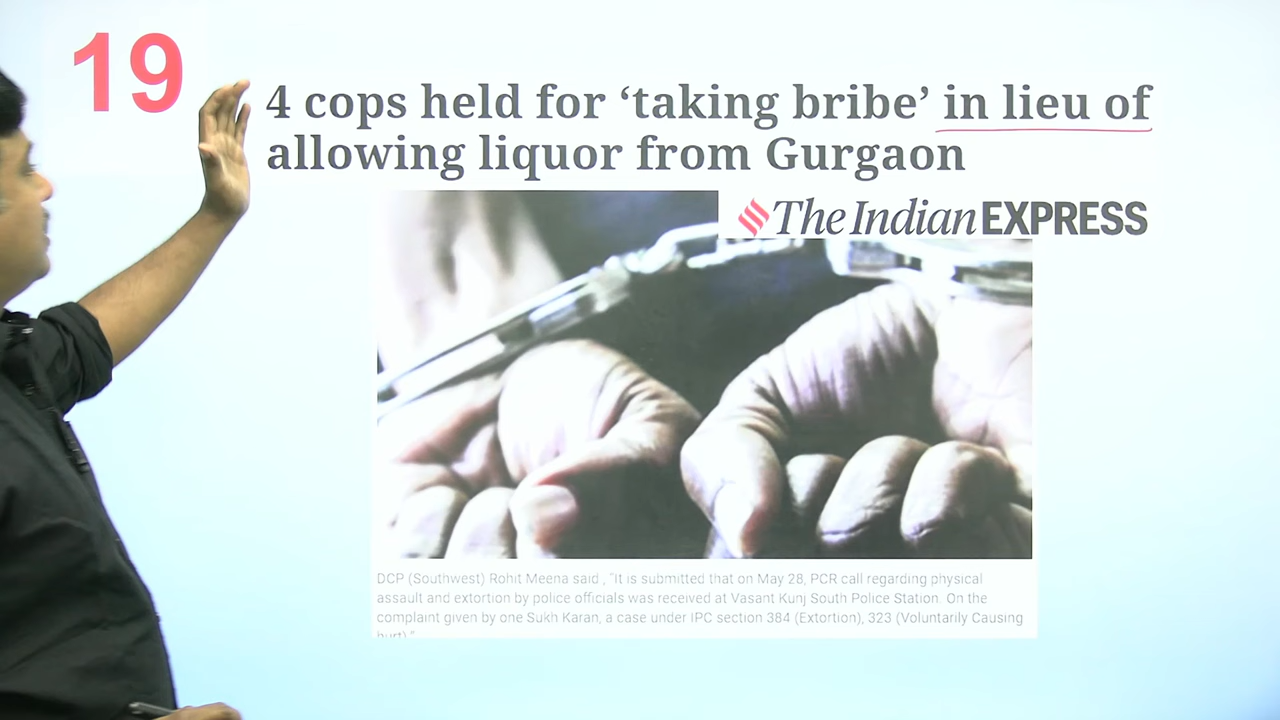 19
4 cops held for ‘taking bribe’ in lieu of
allowing liquor from Gurgaon
The Indian EXPRESS
DCP (Southwest) Rohit Meena said , "It is submitted that on May 28, PCR call regarding physical
assault and extortion by police officials was received at Vasant Kunj South Police Station. On the
complaint given by one Sukh Karan, a case under IPC section 384 (Extortion), 323 (Voluntarily Causing
hurt)."